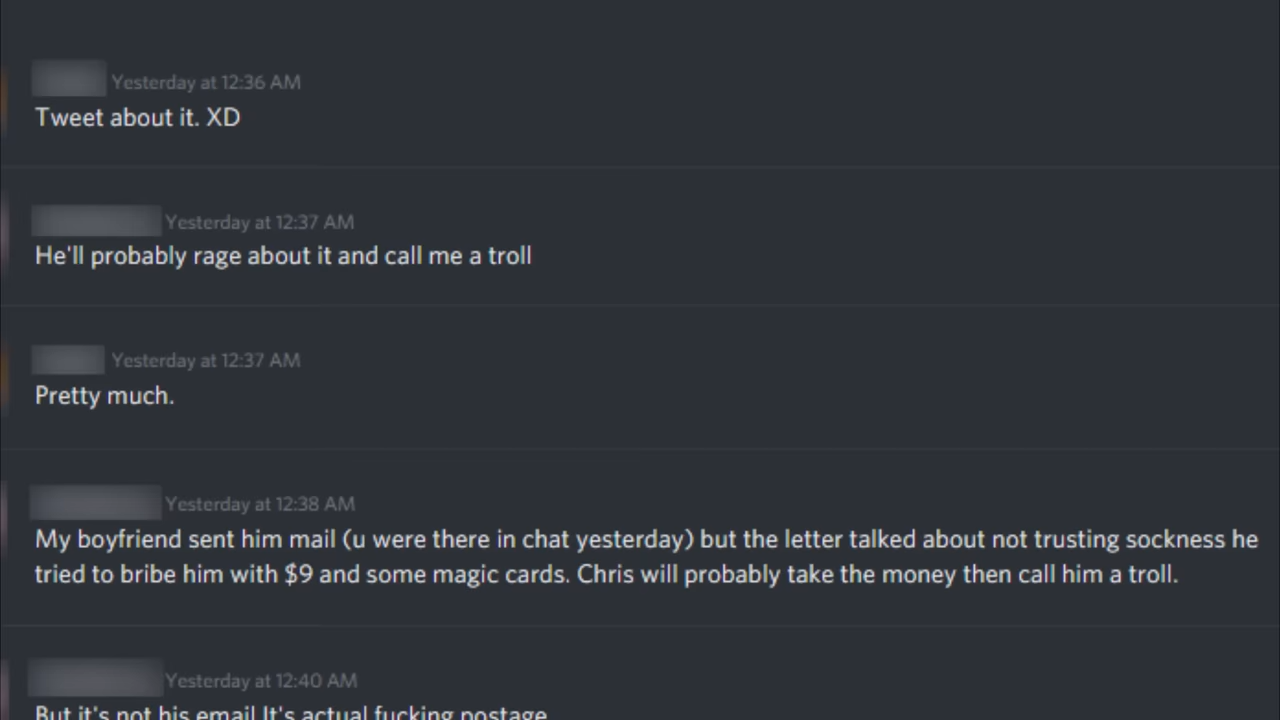 Yesterday at 12:36 AM
Tweet about it. XD
Yesterday at 12:37 AM
He'll probably rage about it and call me a troll
Yesterday at 12:37 AM
Pretty much.
Yesterday at 12:38 AM
My boyfriend sent him mail (u were there in chat yesterday) but the letter talked about not trusting sockness he
tried to bribe him with $9 and some magic cards. Chris will probably take the money then call him a troll.
Yesterday at 12:40 AM
But it's not his email It's actual fucking postage